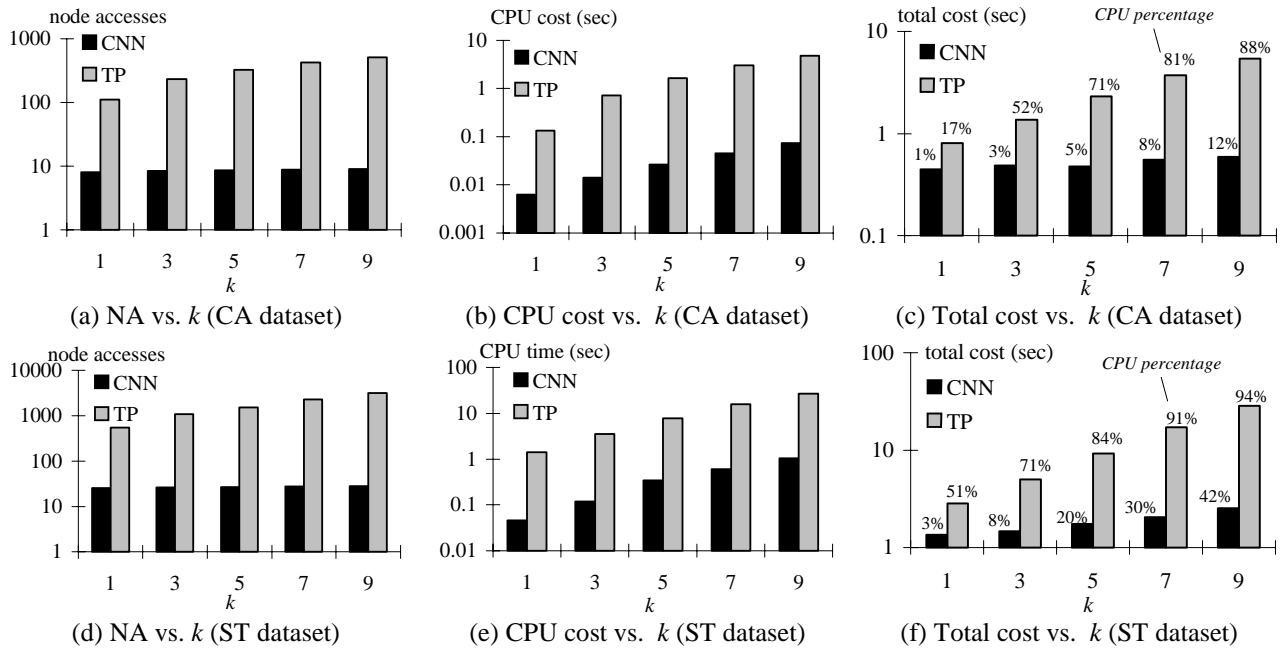 node accesses
1000
100
10
1
CNN
TP
1 3 5 7 9
k
(a) NA vs. k (CA dataset)
CPU cost (sec)
10
1
0.1
0.01
0.001
CNN
TP
1 3 5 7 9
k
(b) CPU cost vs. k (CA dataset)
total cost (sec)
CPU percentage
10
1
0.1
CNN
TP
1% 17% 3% 52% 5% 71% 8% 81% 12% 88%
1 3 5 7 9
k
(c) Total cost vs. k (CA dataset)
node accesses
10000
1000
100
10
1
CNN
TP
1 3 5 7 9
k
(d) NA vs. k (ST dataset)
CPU time (sec)
100
10
1
0.1
0.01
CNN
TP
1 3 5 7 9
k
(e) CPU cost vs. k (ST dataset)
total cost (sec)
CPU percentage
100
10
1
CNN
TP
3% 51% 8% 71% 20% 84% 30% 91% 42% 94%
1 3 5 7 9
k
(f) Total cost vs. k (ST dataset)